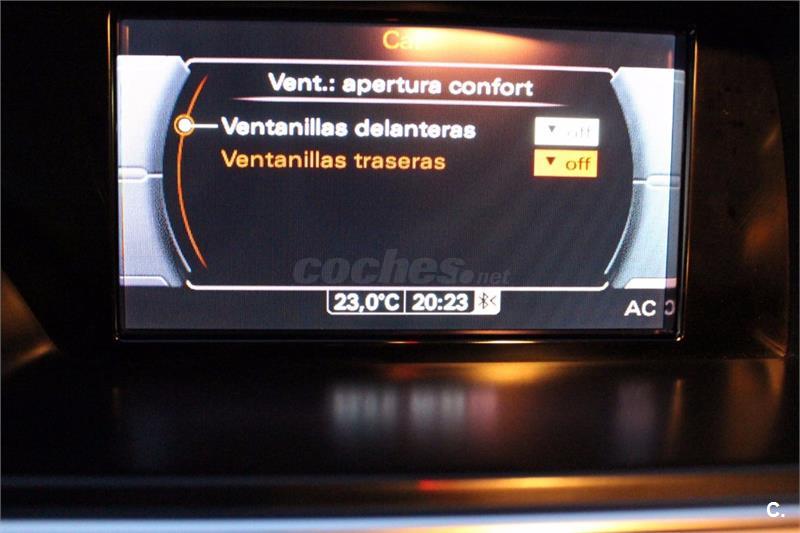 Vent.: apertura confort
Ventanillas delanteras off
Ventanillas traseras off
coches.net
23,0°C 20:23
AC
C.